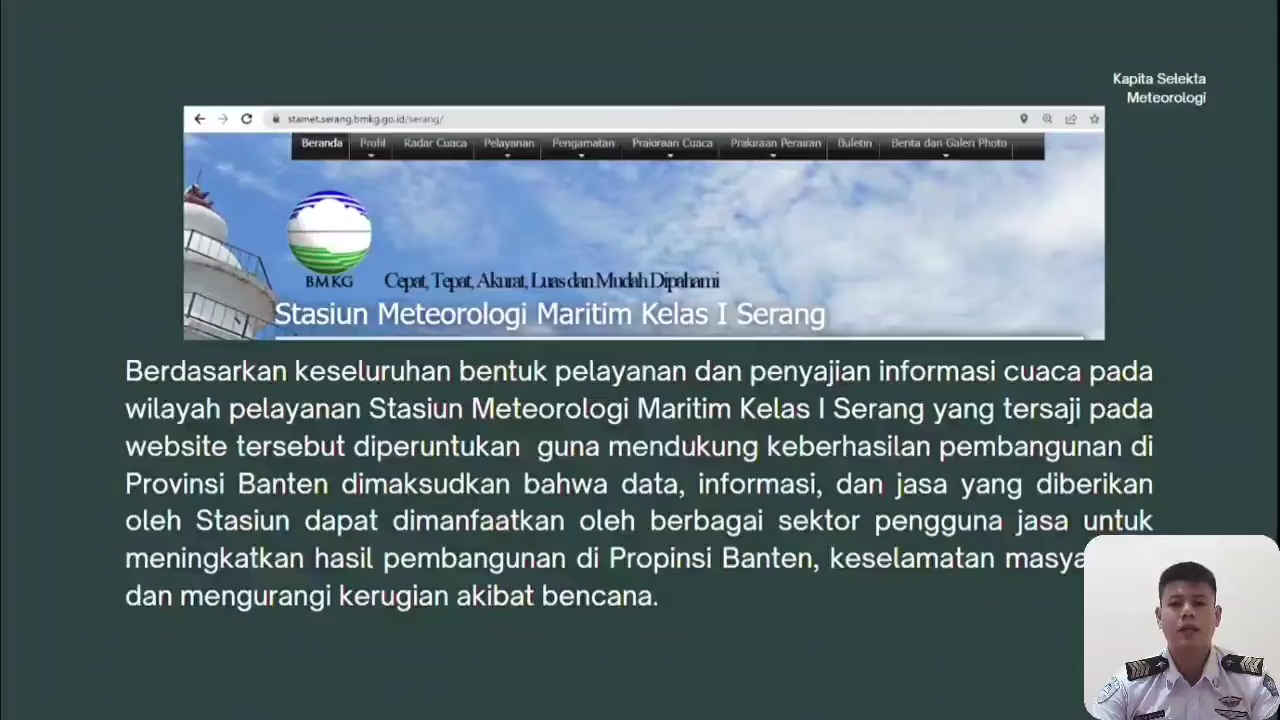 Kapita Selekta
Meteorologi
stamet.serang.bmkg.go.id/serang/
Beranda Profil Radar Cuaca Pelayanan Pengamatan Prakiraan Cuaca Prakiraan Perairan Buletin Berita dan Galeri Photo
BMKG
Cepat, Tepat, Akurat, Luas dan Mudah Dipahami
Stasiun Meteorologi Maritim Kelas I Serang
Berdasarkan keseluruhan bentuk pelayanan dan penyajian informasi cuaca pada
wilayah pelayanan Stasiun Meteorologi Maritim Kelas I Serang yang tersaji pada
website tersebut diperuntukan guna mendukung keberhasilan pembangunan di
Provinsi Banten dimaksudkan bahwa data, informasi, dan jasa yang diberikan
oleh Stasiun dapat dimanfaatkan oleh berbagai sektor pengguna jasa untuk
meningkatkan hasil pembangunan di Propinsi Banten, keselamatan masya
dan mengurangi kerugian akibat bencana.